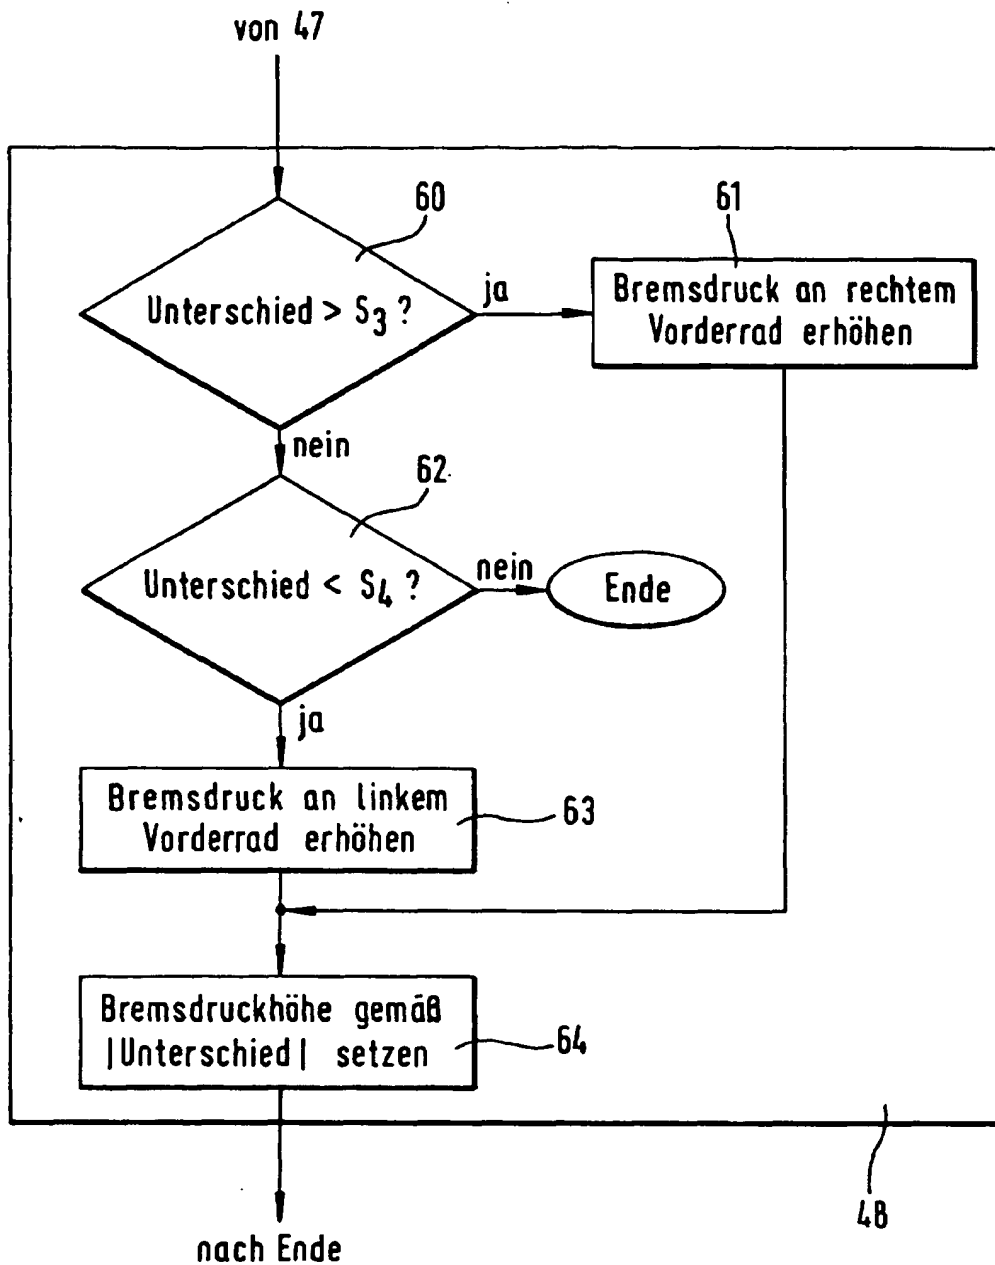 von 47
60
61
Unterschied > S3 ?
ja
Bremsdruck an rechtem
Vorderrad erhöhen
nein
62
Unterschied < S4 ?
nein
Ende
ja
Bremsdruck an linkem
Vorderrad erhöhen
63
Bremsdruckhöhe gemäß
|Unterschied| setzen
64
48
nach Ende